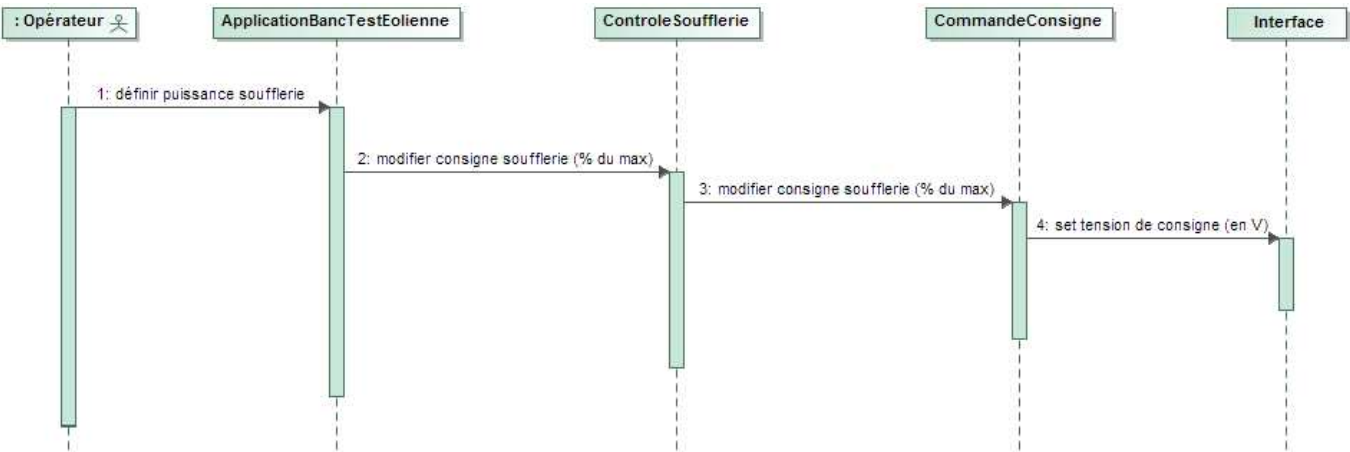 : Opérateur
ApplicationBancTestEolienne
ControleSoufflerie
CommandeConsigne
Interface
1: définir puissance soufflerie
2: modifier consigne soufflerie (% du max)
3: modifier consigne soufflerie (% du max)
4: set tension de consigne (en V)